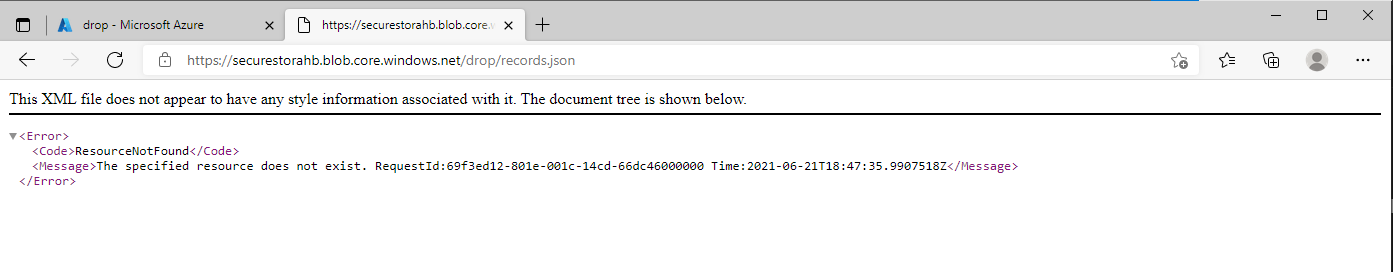 drop - Microsoft Azure
https://securestorahb.blob.core.w
https://securestorahb.blob.core.windows.net/drop/records.json
This XML file does not appear to have any style information associated with it. The document tree is shown below.
<Error>
<Code>ResourceNotFound</Code>
<Message>The specified resource does not exist. RequestId:69f3ed12-801e-001c-14cd-66dc46000000 Time:2021-06-21T18:47:35.9907518Z</Message>
</Error>